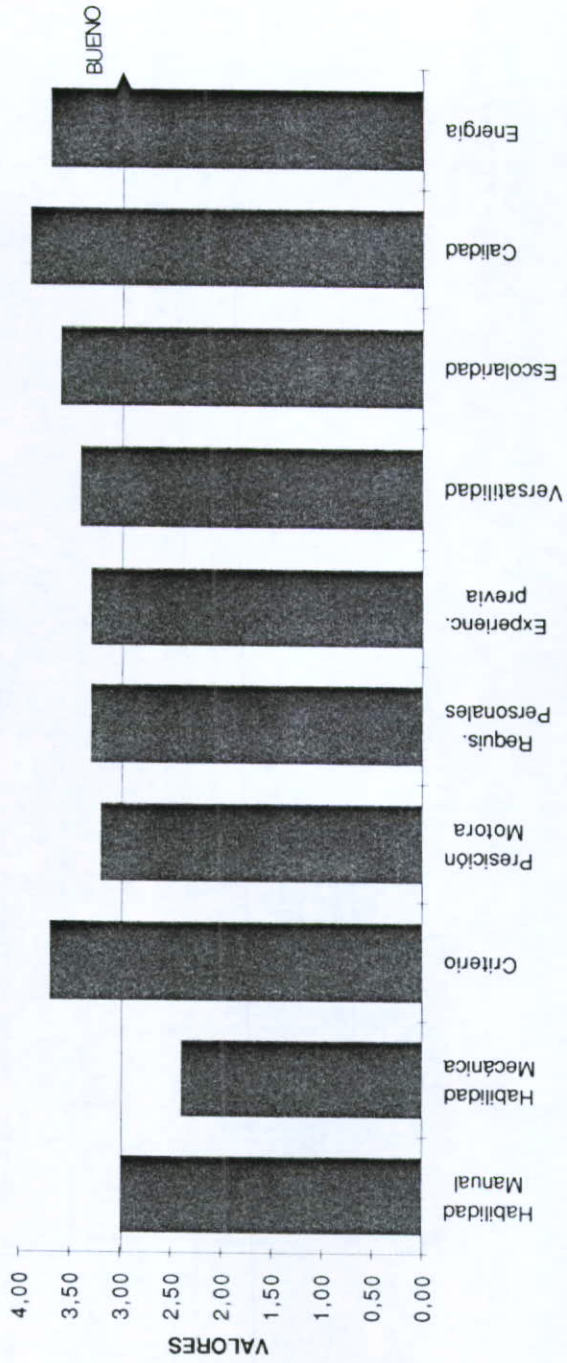 BUENO
VALORES
4,00
3,50
3,00
2,50
2,00
1,50
1,00
0,50
0,00
Habilidad
Manual
Habilidad
Mecánica
Criterio
Presición
Motora
Requis.
Personales
Experienc.
previa
Versatilidad
Escolaridad
Calidad
Energía